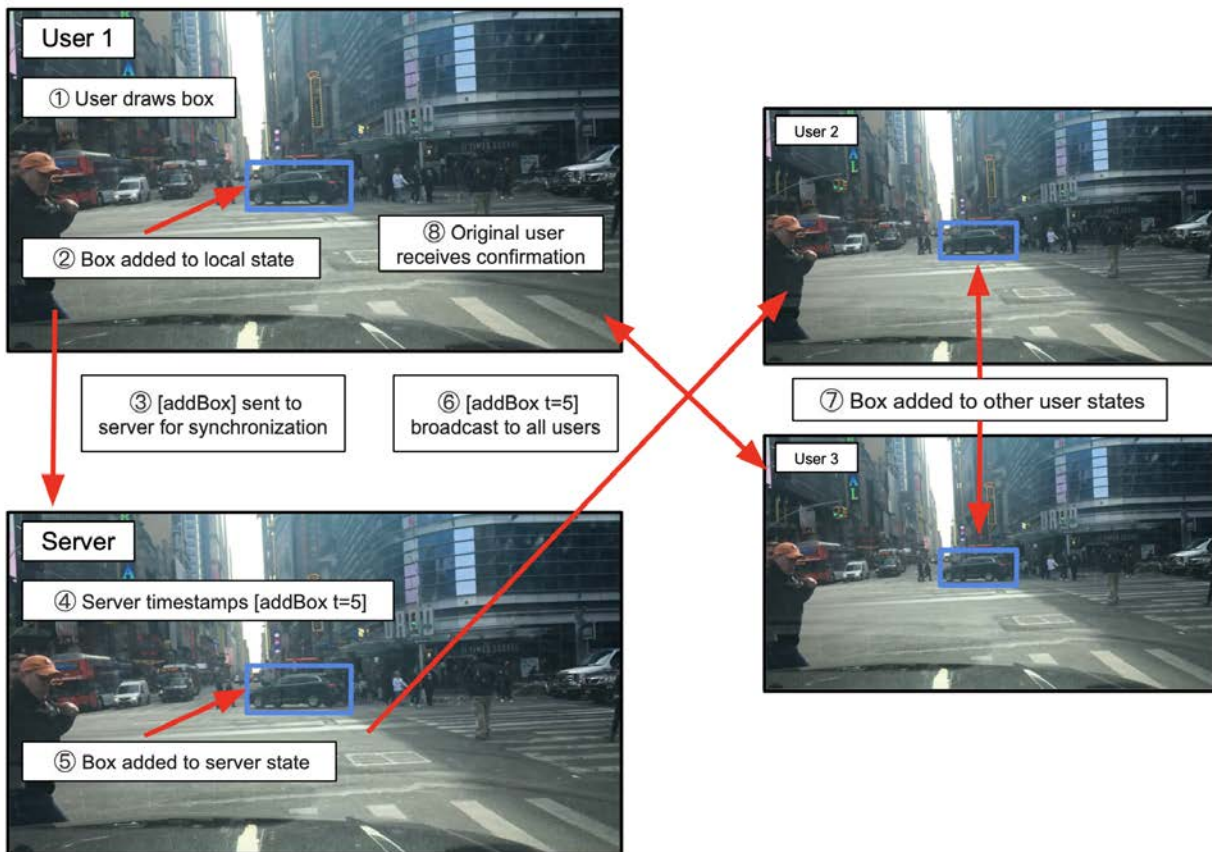 User 1
① User draws box
② Box added to local state
⑧ Original user
receives confirmation
③ [addBox] sent to
server for synchronization
⑥ [addBox t=5]
broadcast to all users
Server
④ Server timestamps [addBox t=5]
⑤ Box added to server state
User 2
⑦ Box added to other user states
User 3